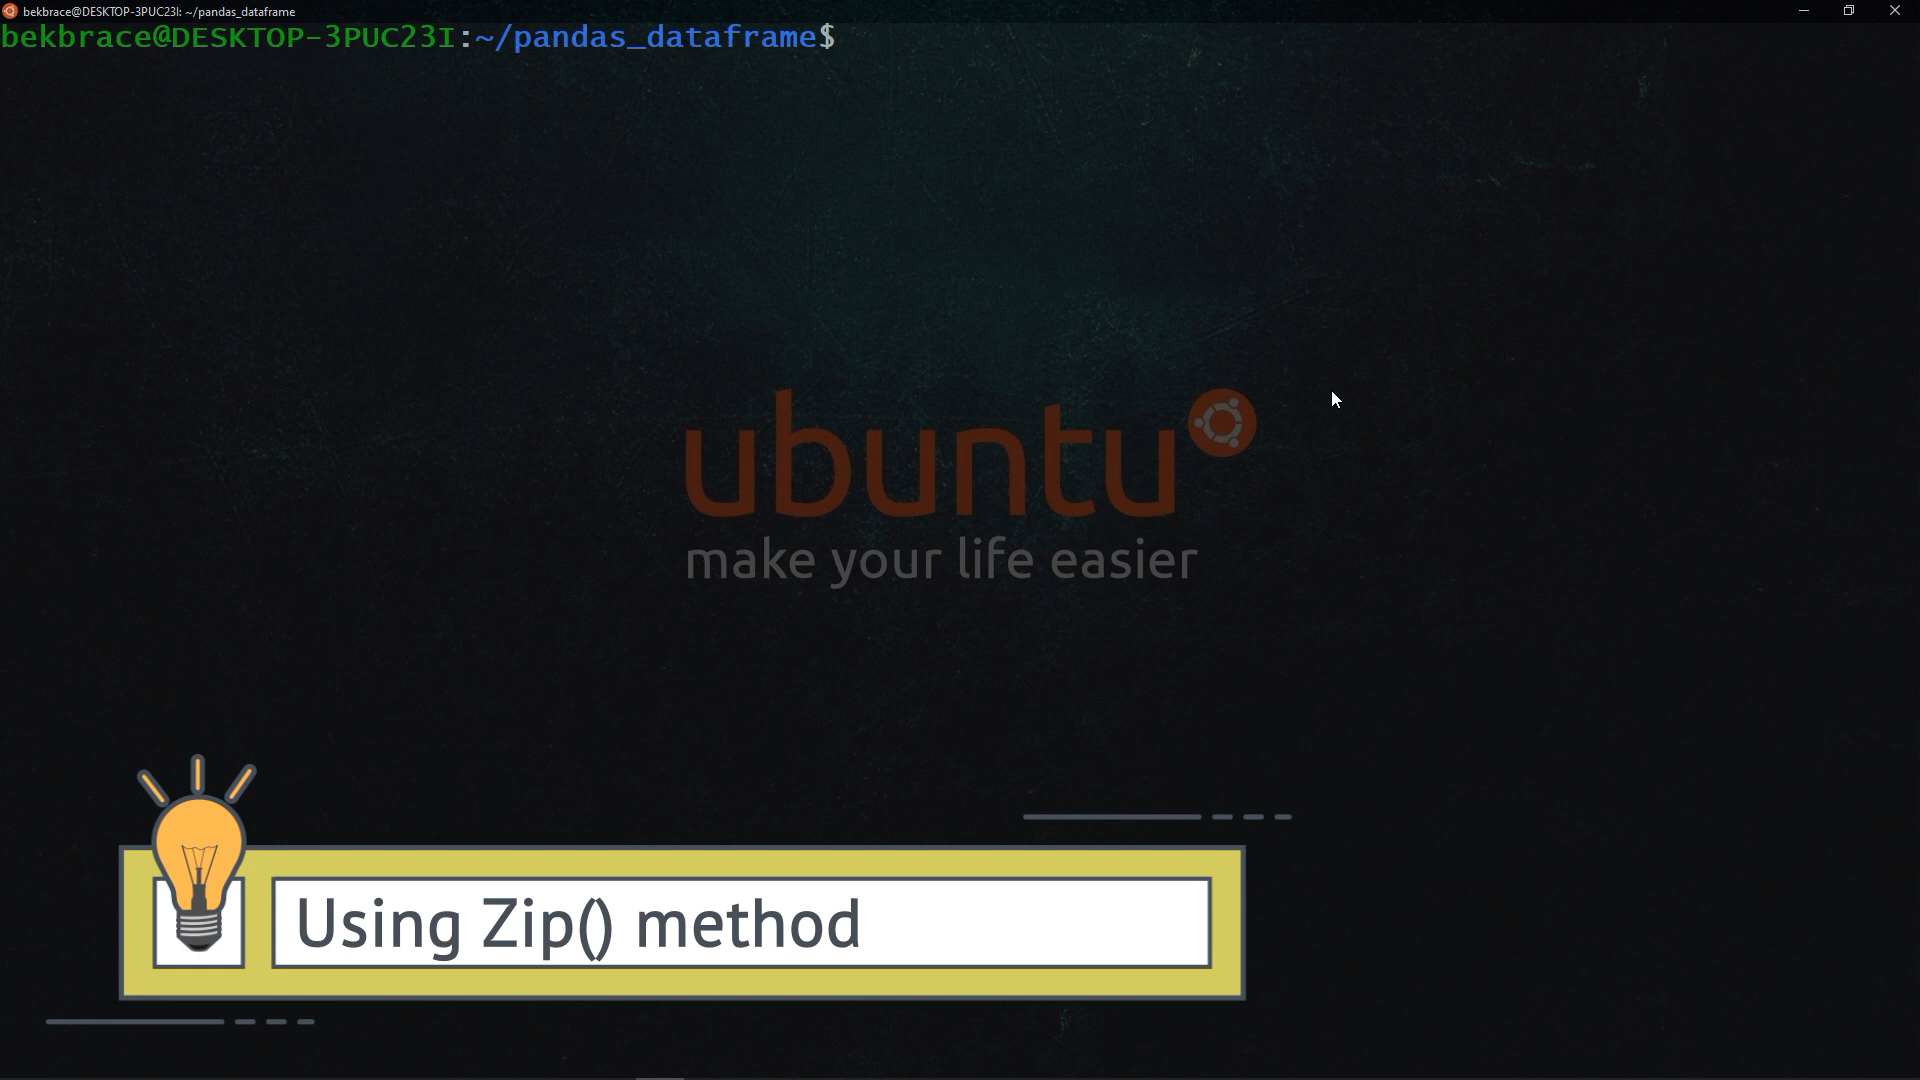 bekbrace@DESKTOP-3PUC23I: ~/pandas_dataframe
bekbrace@DESKTOP-3PUC23I:~/pandas_dataframe$
ubuntu
make your life easier
Using Zip() method